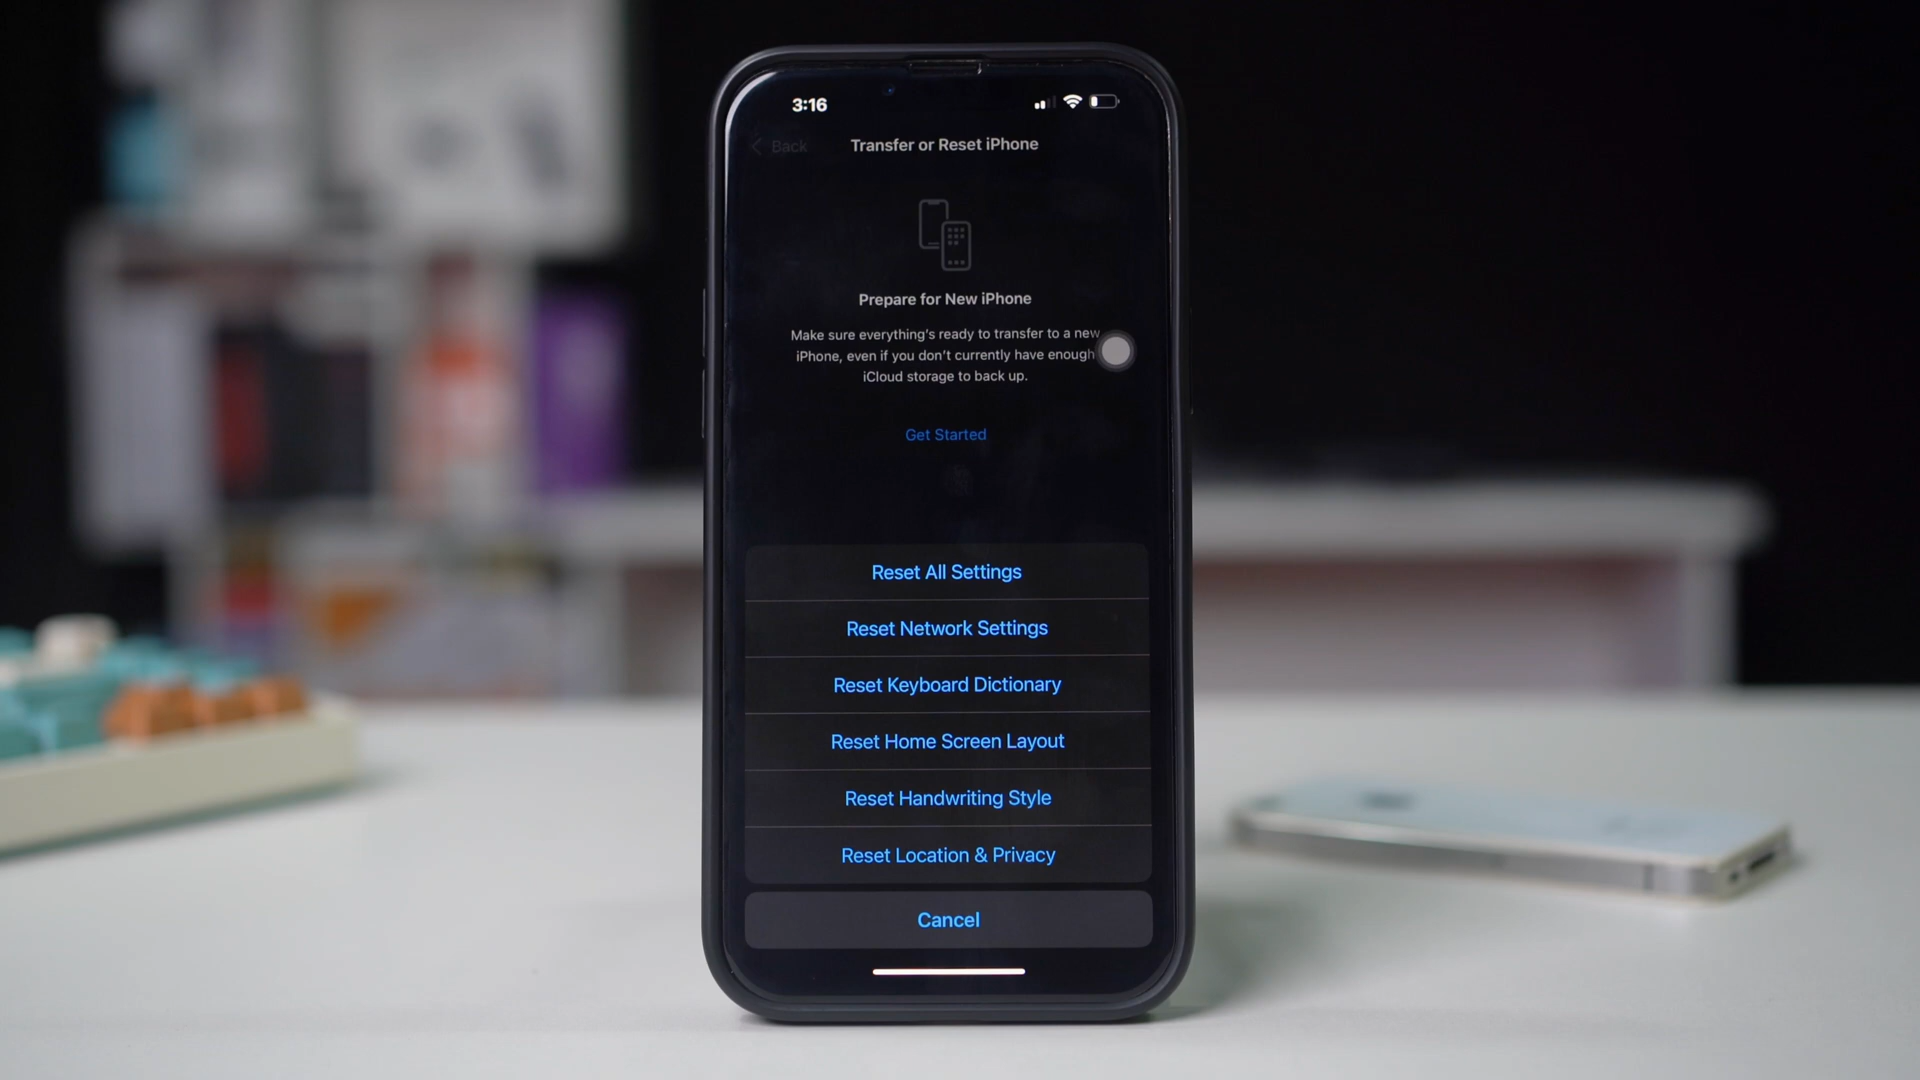 3:16
Back
Transfer or Reset iPhone
Prepare for New iPhone
Make sure everything's ready to transfer to a new
iPhone, even if you don't currently have enough
iCloud storage to back up.
Get Started
Reset All Settings
Reset Network Settings
Reset Keyboard Dictionary
Reset Home Screen Layout
Reset Handwriting Style
Reset Location & Privacy
Cancel